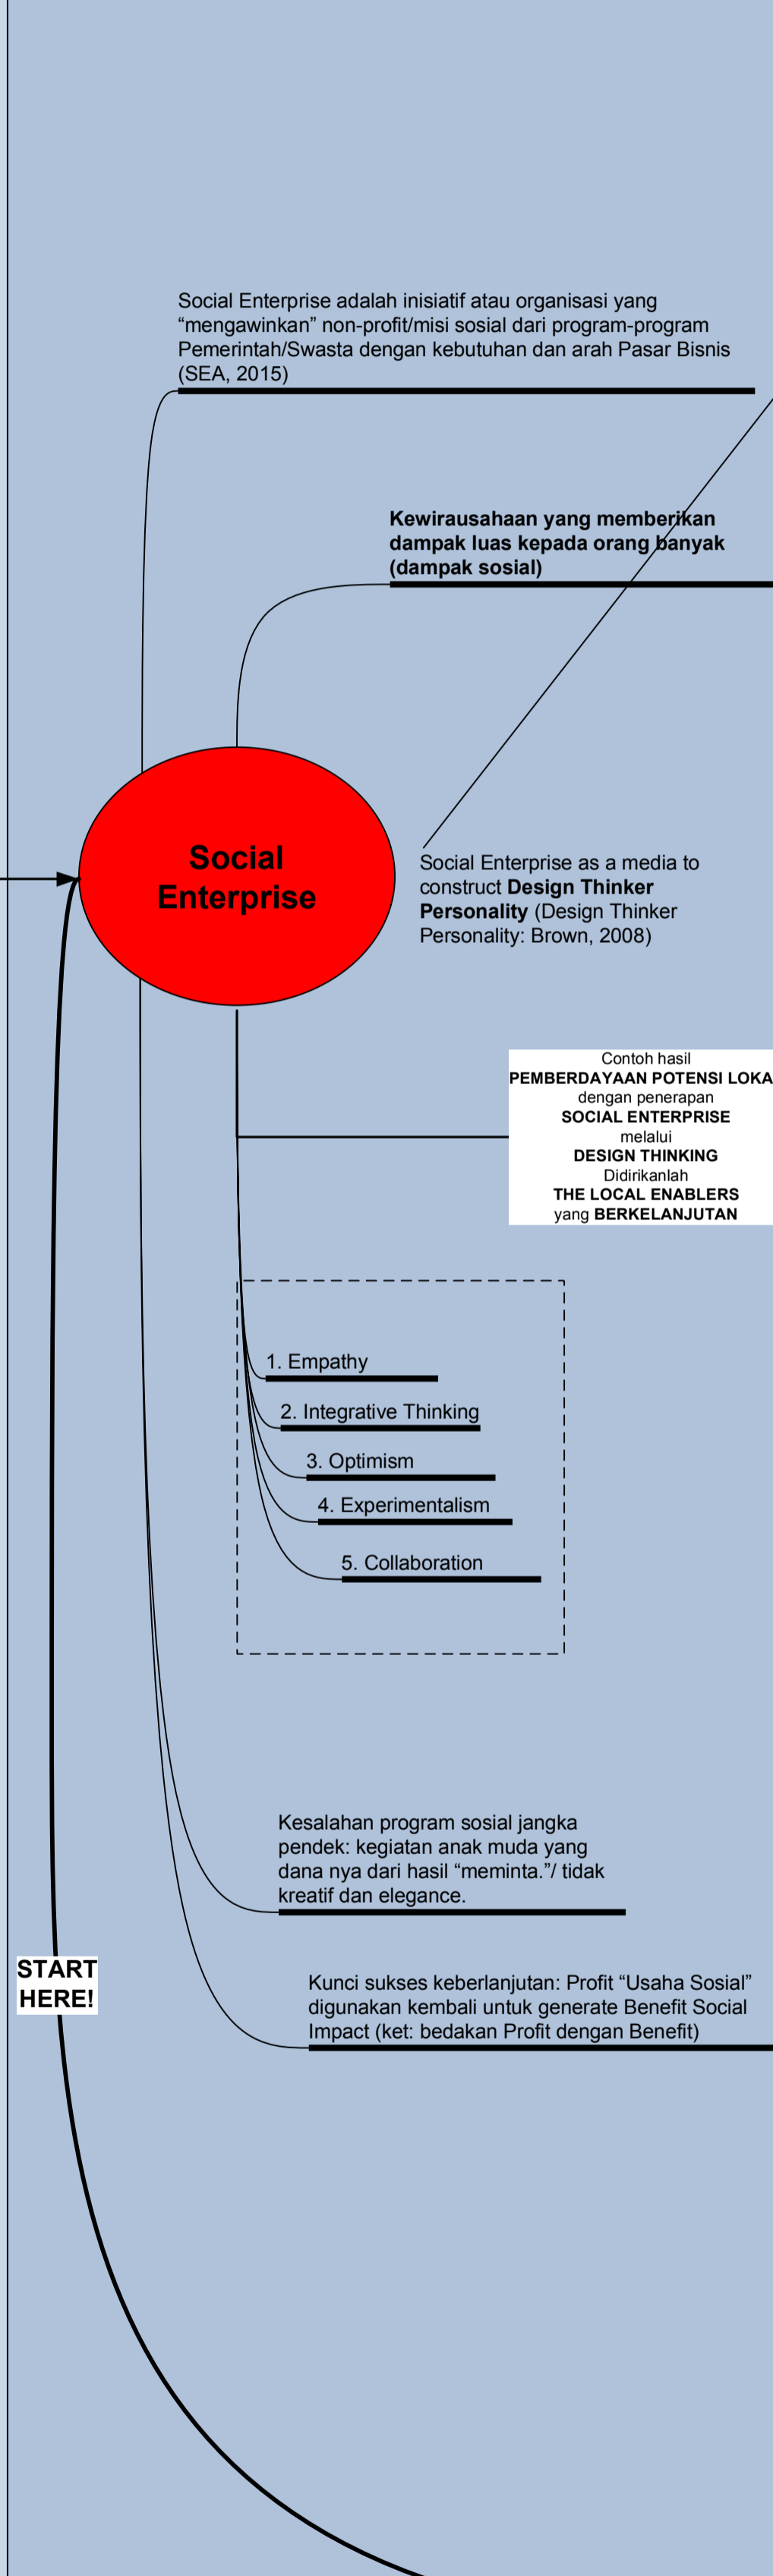 Social Enterprise adalah inisiatif atau organisasi yang
“mengawinkan” non-profit/misi sosial dari program-program
Pemerintah/Swasta dengan kebutuhan dan arah Pasar Bisnis
(SEA, 2015)
Kewirausahaan yang memberikan
dampak luas kepada orang banyak
(dampak sosial)
Social
Enterprise
Social Enterprise as a media to
construct Design Thinker
Personality (Design Thinker
Personality: Brown, 2008)
Contoh hasil
PEMBERDAYAAN POTENSI LOKA
dengan penerapan
SOCIAL ENTERPRISE
melalui
DESIGN THINKING
Didirikanlah
THE LOCAL ENABLERS
yang BERKELANJUTAN
1. Empathy
2. Integrative Thinking
3. Optimism
4. Experimentalism
5. Collaboration
Kesalahan program sosial jangka
pendek: kegiatan anak muda yang
dana nya dari hasil “meminta.”/ tidak
kreatif dan elegance.
START
HERE!
Kunci sukses keberlanjutan: Profit “Usaha Sosial”
digunakan kembali untuk generate Benefit Social
Impact (ket: bedakan Profit dengan Benefit)